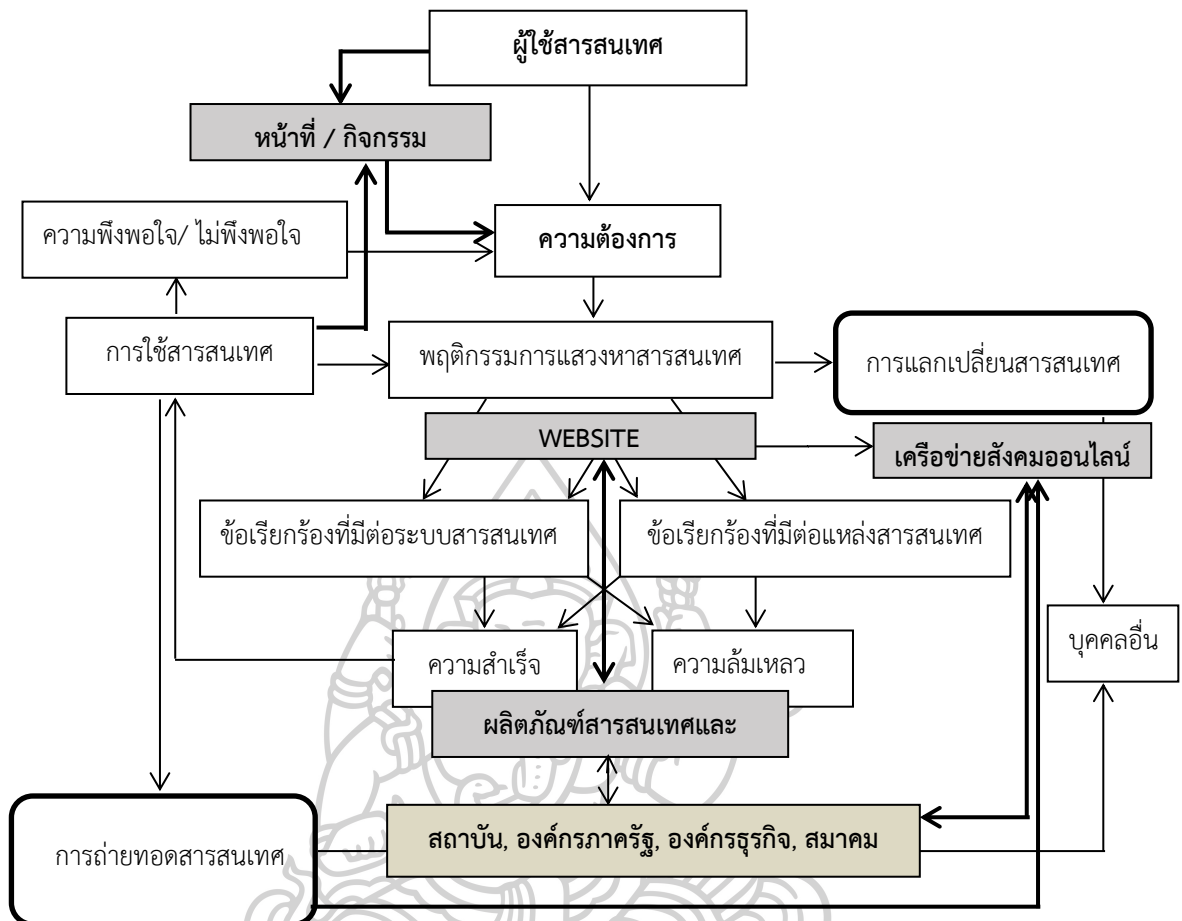 ผู้ใช้สารสนเทศ
หน้าที่ / กิจกรรม
ความพึงพอใจ/ ไม่พึงพอใจ
ความต้องการ
การใช้สารสนเทศ
พฤติกรรมการแสวงหาสารสนเทศ
การแลกเปลี่ยนสารสนเทศ
WEBSITE
เครือข่ายสังคมออนไลน์
ข้อเรียกร้องที่มีต่อระบบสารสนเทศ
ข้อเรียกร้องที่มีต่อแหล่งสารสนเทศ
ความสำเร็จ
ความล้มเหลว
บุคคลอื่น
ผลิตภัณฑ์สารสนเทศและ
สถาบัน, องค์กรภาครัฐ, องค์กรธุรกิจ, สมาคม
การถ่ายทอดสารสนเทศ